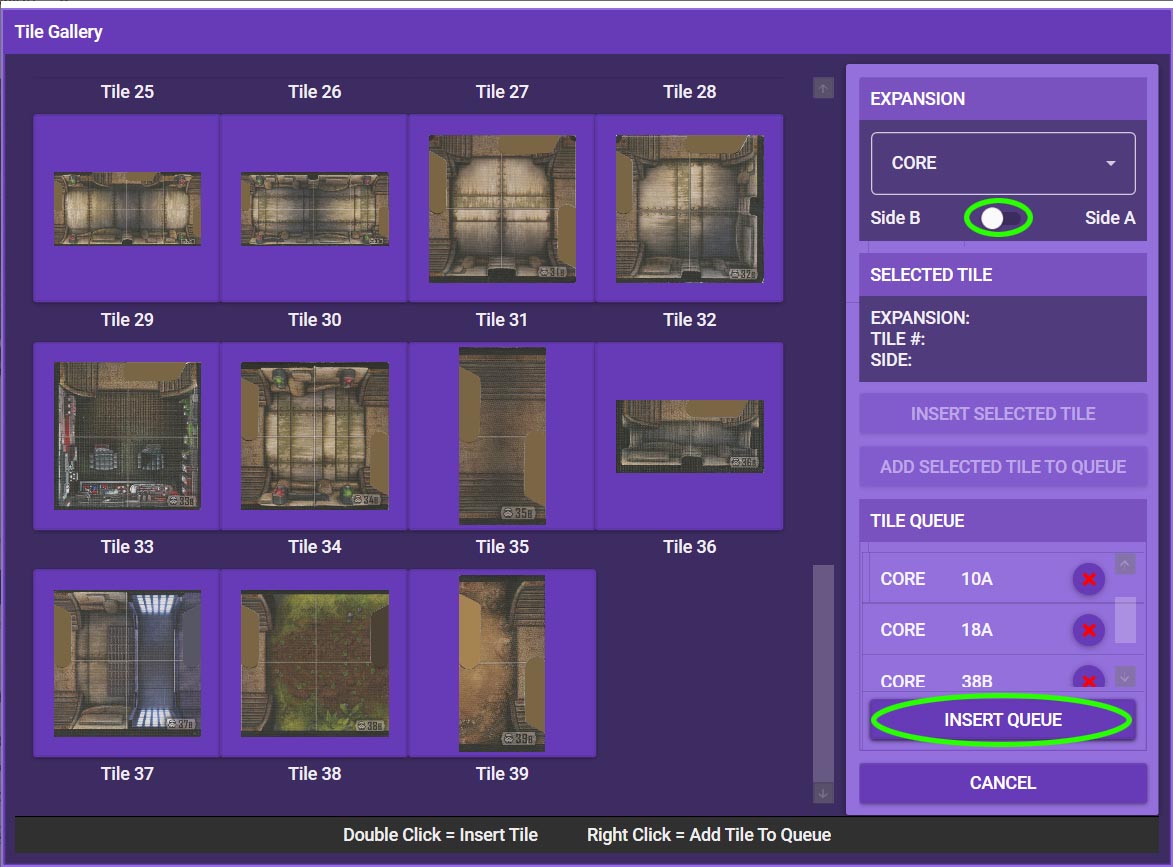 Tile Gallery
Tile 25 Tile 26 Tile 27 Tile 28
31B 32B
Tile 29 Tile 30 Tile 31 Tile 32
33B 34B 35B 36B
Tile 33 Tile 34 Tile 35 Tile 36
37B 38B 39B
Tile 37 Tile 38 Tile 39
EXPANSION
CORE
Side B Side A
SELECTED TILE
EXPANSION:
TILE #:
SIDE:
INSERT SELECTED TILE
ADD SELECTED TILE TO QUEUE
TILE QUEUE
CORE 10A
CORE 18A
CORE 38B
INSERT QUEUE
CANCEL
Double Click = Insert Tile Right Click = Add Tile To Queue